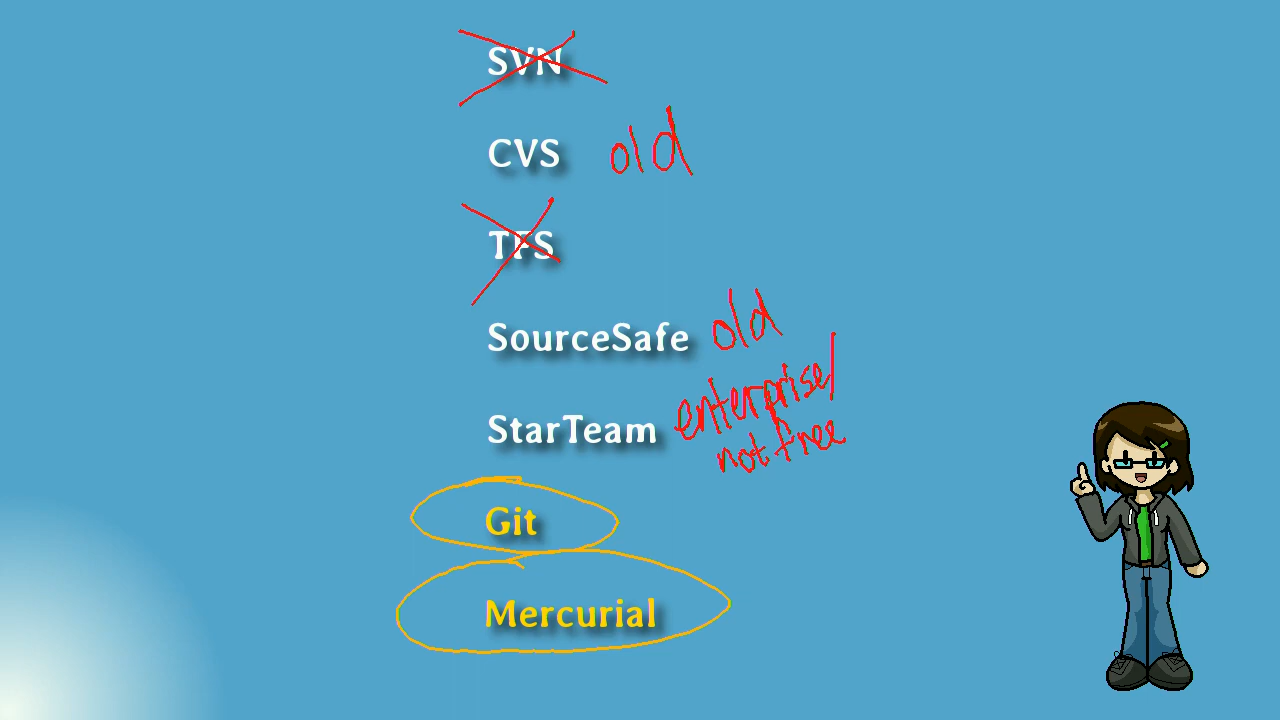 SVN
CVS old
TFS
SourceSafe old
StarTeam enterprise/
not free
Git
Mercurial